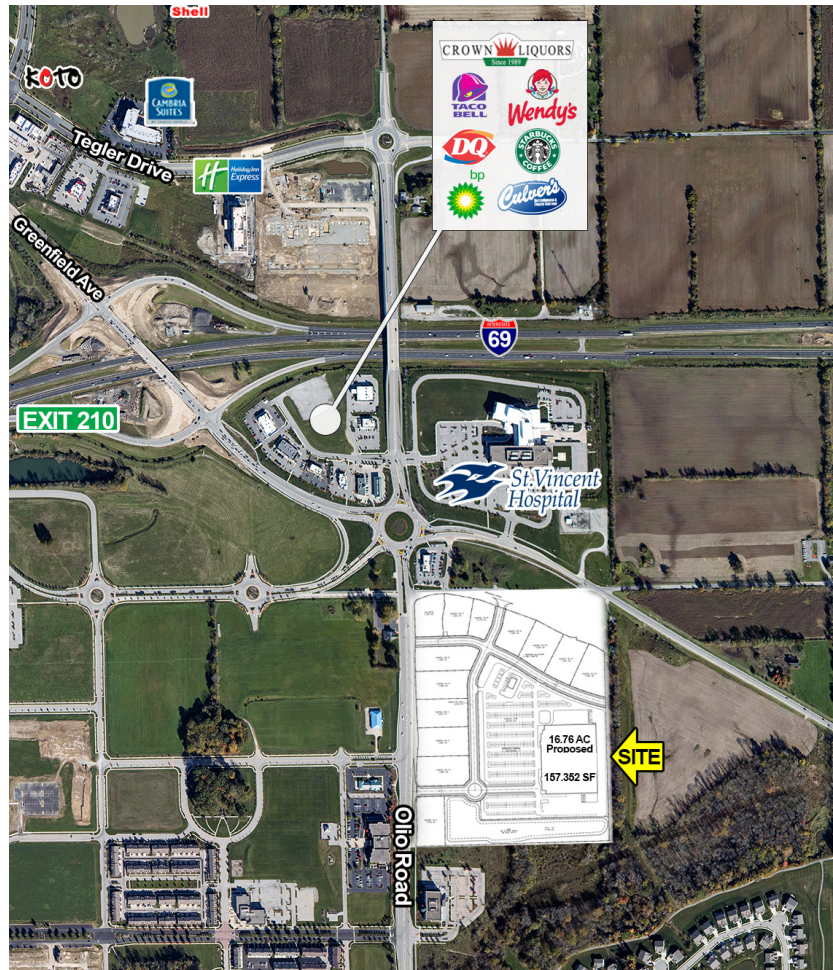 Shell
KOTO
CAMBRIA
SUITES
Tegler Drive
H Holiday Inn
Express
CROWN LIQUORS
Since 1989
TACO
BELL
Wendy's
DQ
STARBUCKS
COFFEE
bp
Culver's
Greenfield Ave
INTERSTATE
69
EXIT 210
St.Vincent
Hospital
16.76 AC
Proposed
157.352 SF
SITE
Olio Road